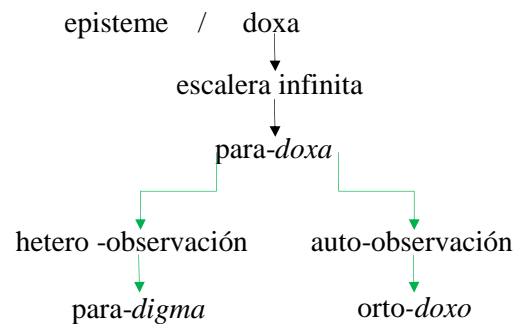 episteme / doxa
escalera infinita
para-doxa
hetero -observación auto-observación
para-digma orto-doxo